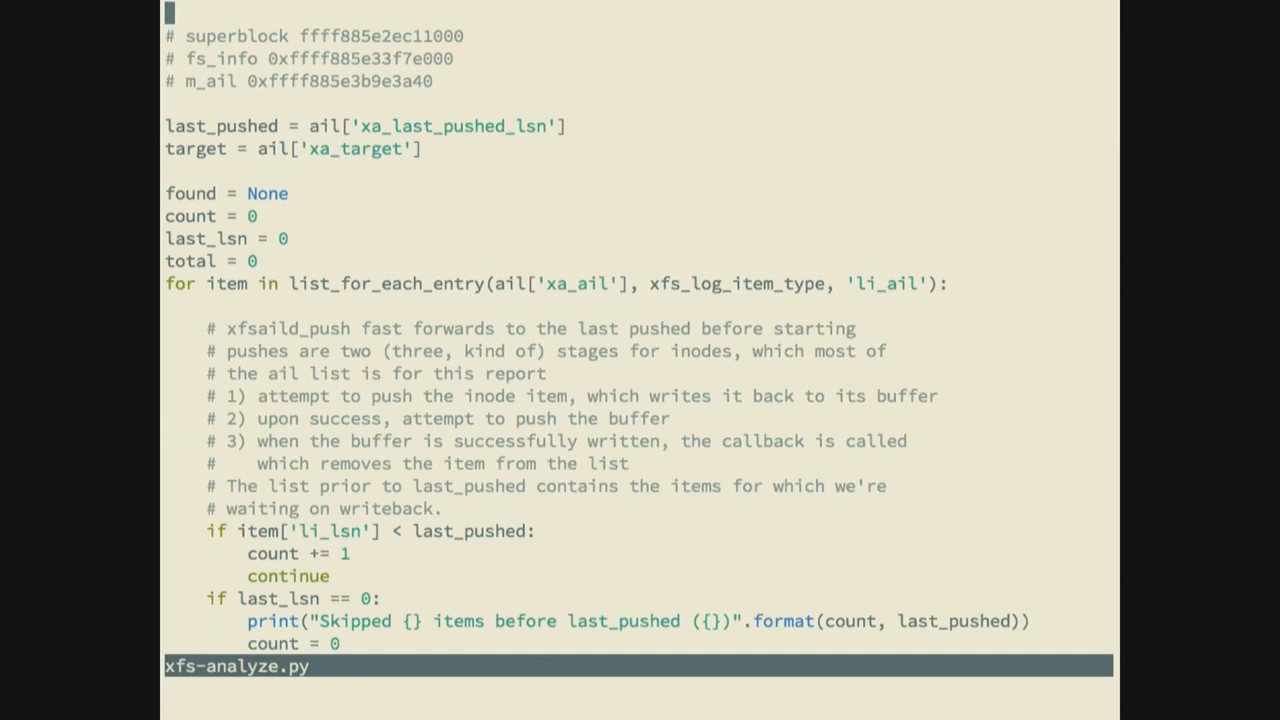 # superblock ffff885e2ec11000
# fs_info 0xffff885e33f7e000
# m_ail 0xffff885e3b9e3a40
last_pushed = ail['xa_last_pushed_lsn']
target = ail['xa_target']
found = None
count = 0
last_lsn = 0
total = 0
for item in list_for_each_entry(ail['xa_ail'], xfs_log_item_type, 'li_ail'):
    # xfsaild_push fast forwards to the last pushed before starting
    # pushes are two (three, kind of) stages for inodes, which most of
    # the ail list is for this report
    # 1) attempt to push the inode item, which writes it back to its buffer
    # 2) upon success, attempt to push the buffer
    # 3) when the buffer is successfully written, the callback is called
    #    which removes the item from the list
    # The list prior to last_pushed contains the items for which we're
    # waiting on writeback.
    if item['li_lsn'] < last_pushed:
        count += 1
        continue
    if last_lsn == 0:
        print("Skipped {} items before last_pushed ({})".format(count, last_pushed))
        count = 0
xfs-analyze.py